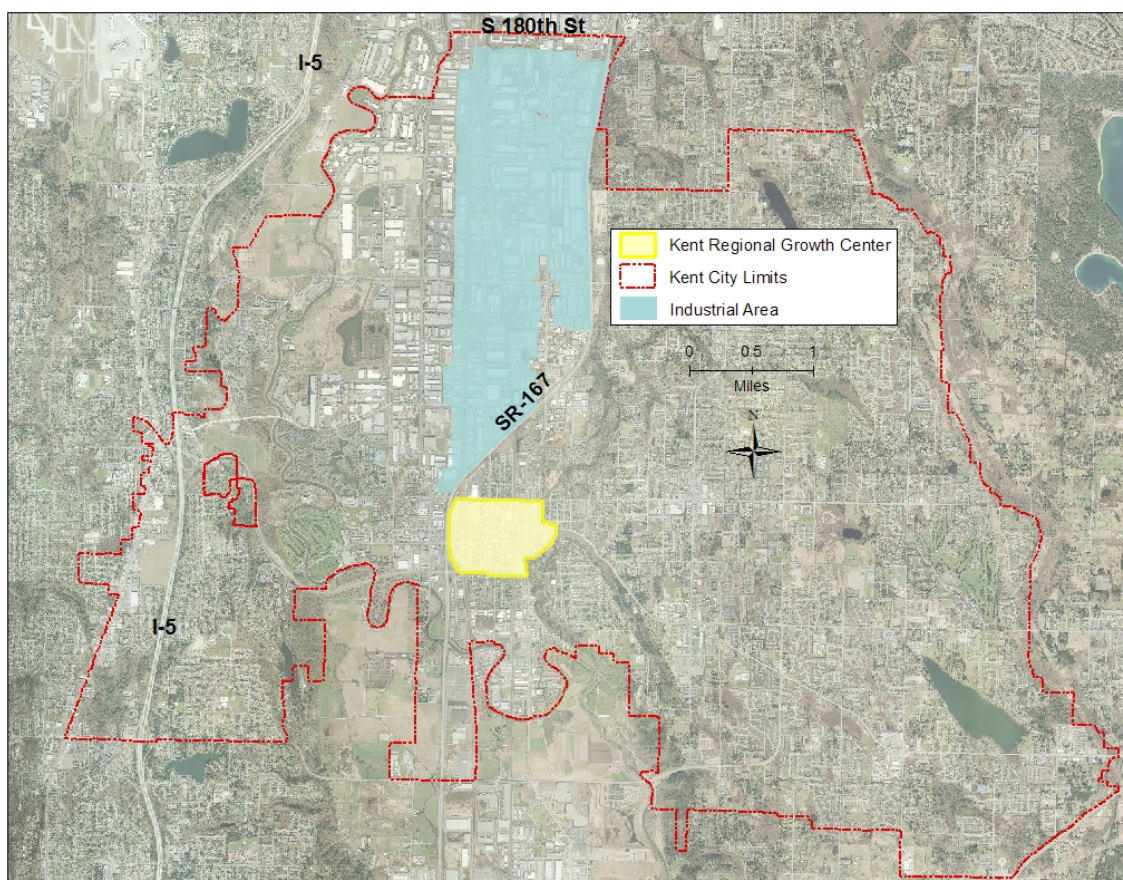 S 180th St
I-5
Kent Regional Growth Center
Kent City Limits
Industrial Area
0 0.5 1
Miles
SR-167
N
I-5